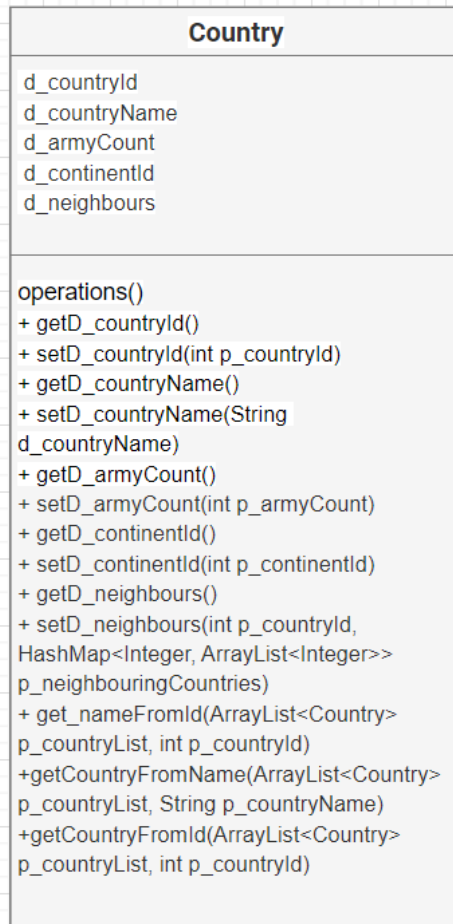 Country
d_countryId
d_countryName
d_armyCount
d_continentId
d_neighbours
operations()
+ getD_countryId()
+ setD_countryId(int p_countryId)
+ getD_countryName()
+ setD_countryName(String
d_countryName)
+ getD_armyCount()
+ setD_armyCount(int p_armyCount)
+ getD_continentId()
+ setD_continentId(int p_continentId)
+ getD_neighbours()
+ setD_neighbours(int p_countryId,
HashMap<Integer, ArrayList<Integer>>
p_neighbouringCountries)
+ get_nameFromId(ArrayList<Country>
p_countryList, int p_countryId)
+getCountryFromName(ArrayList<Country>
p_countryList, String p_countryName)
+getCountryFromId(ArrayList<Country>
p_countryList, int p_countryId)